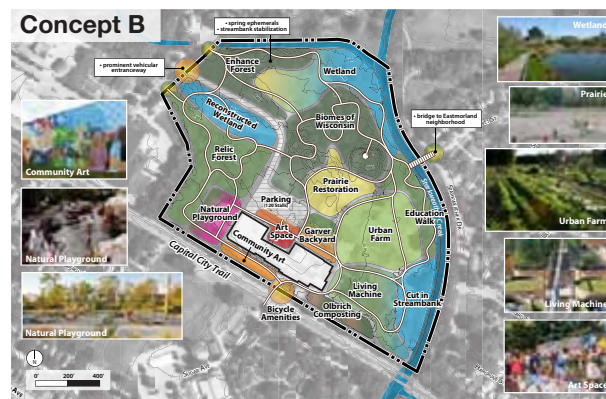 Concept B
• spring ephemerals
• streambank stabilization
• prominent vehicular
entranceway
Enhance
Forest
Wetland
Reconstructed
Wetland
Biomes of
Wisconsin
• bridge to Eastmorland
neighborhood
Relic
Forest
Prairie
Restoration
Parking
(120 Stalls)
Natural
Playground
Art
Space
Garver
Backyard
Urban
Farm
Education
Walk
Community Art
Capital City Trail
Living
Machine
Cut in
Streambank
Olbrich
Composting
Bicycle
Amenities
Community Art
Natural Playground
Natural Playground
Wetland
Prairie
Urban Farm
Living Machine
Art Space
N
0'
200'
400'